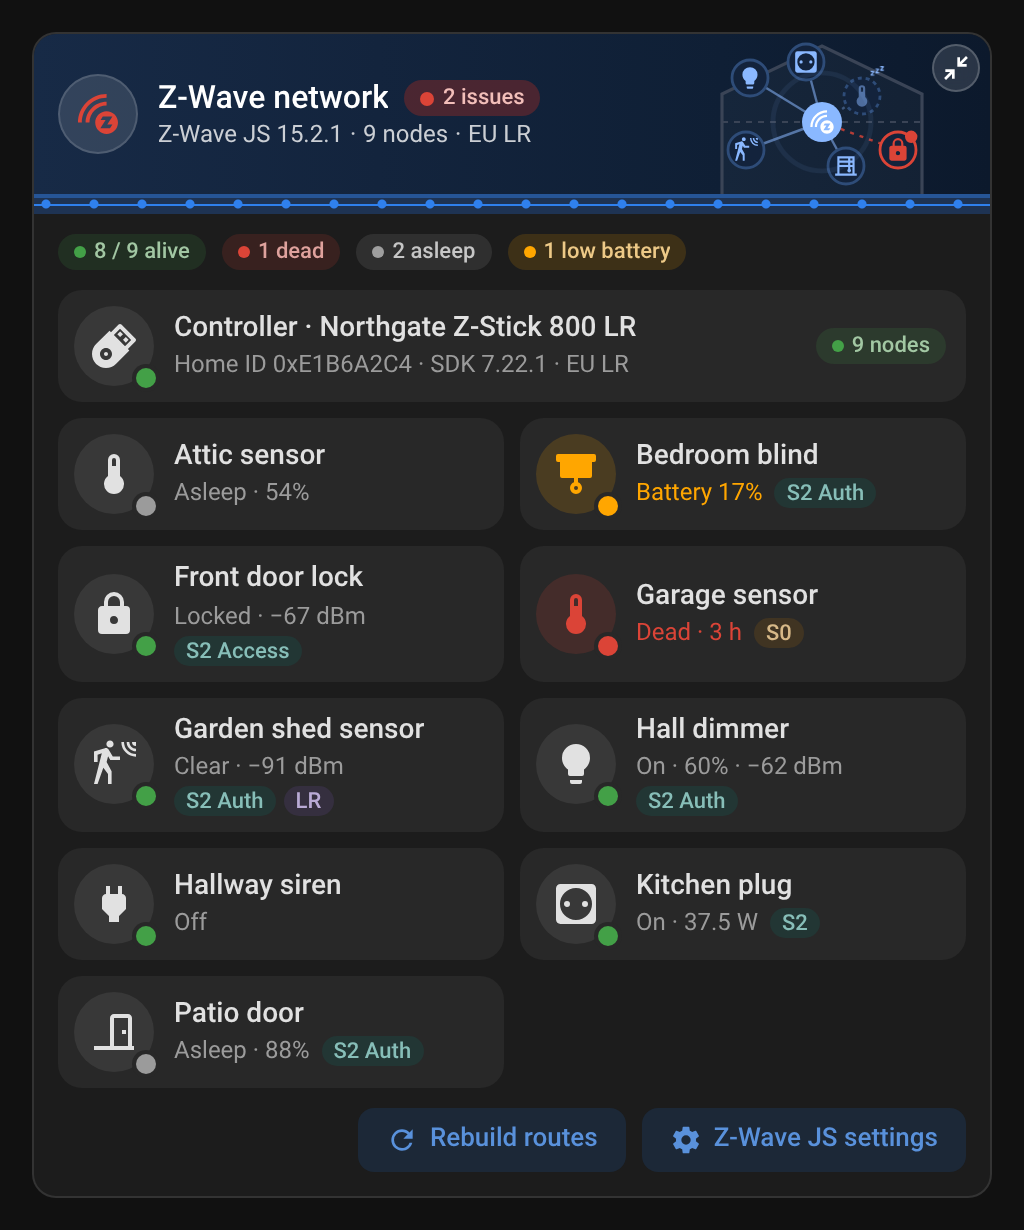 Z-Wave network
2 issues
Z-Wave JS 15.2.1 · 9 nodes · EU LR
8 / 9 alive
1 dead
2 asleep
1 low battery
Controller · Northgate Z-Stick 800 LR
Home ID 0xE1B6A2C4 · SDK 7.22.1 · EU LR
9 nodes
Attic sensor
Asleep · 54%
Bedroom blind
Battery 17% S2 Auth
Front door lock
Locked · −67 dBm
S2 Access
Garage sensor
Dead · 3 h S0
Garden shed sensor
Clear · −91 dBm
S2 Auth LR
Hall dimmer
On · 60% · −62 dBm
S2 Auth
Hallway siren
Off
Kitchen plug
On · 37.5 W S2
Patio door
Asleep · 88% S2 Auth
Rebuild routes
Z-Wave JS settings